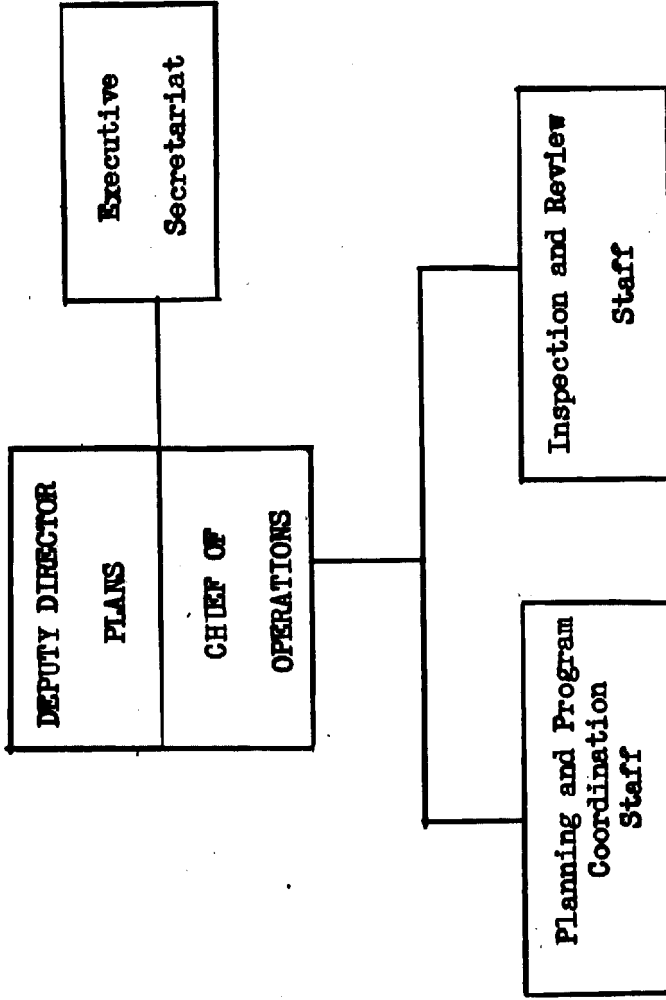 DEPUTY DIRECTOR
PLANS
CHIEF OF
OPERATIONS
Executive
Secretariat
Planning and Program
Coordination
Staff
Inspection and Review
Staff